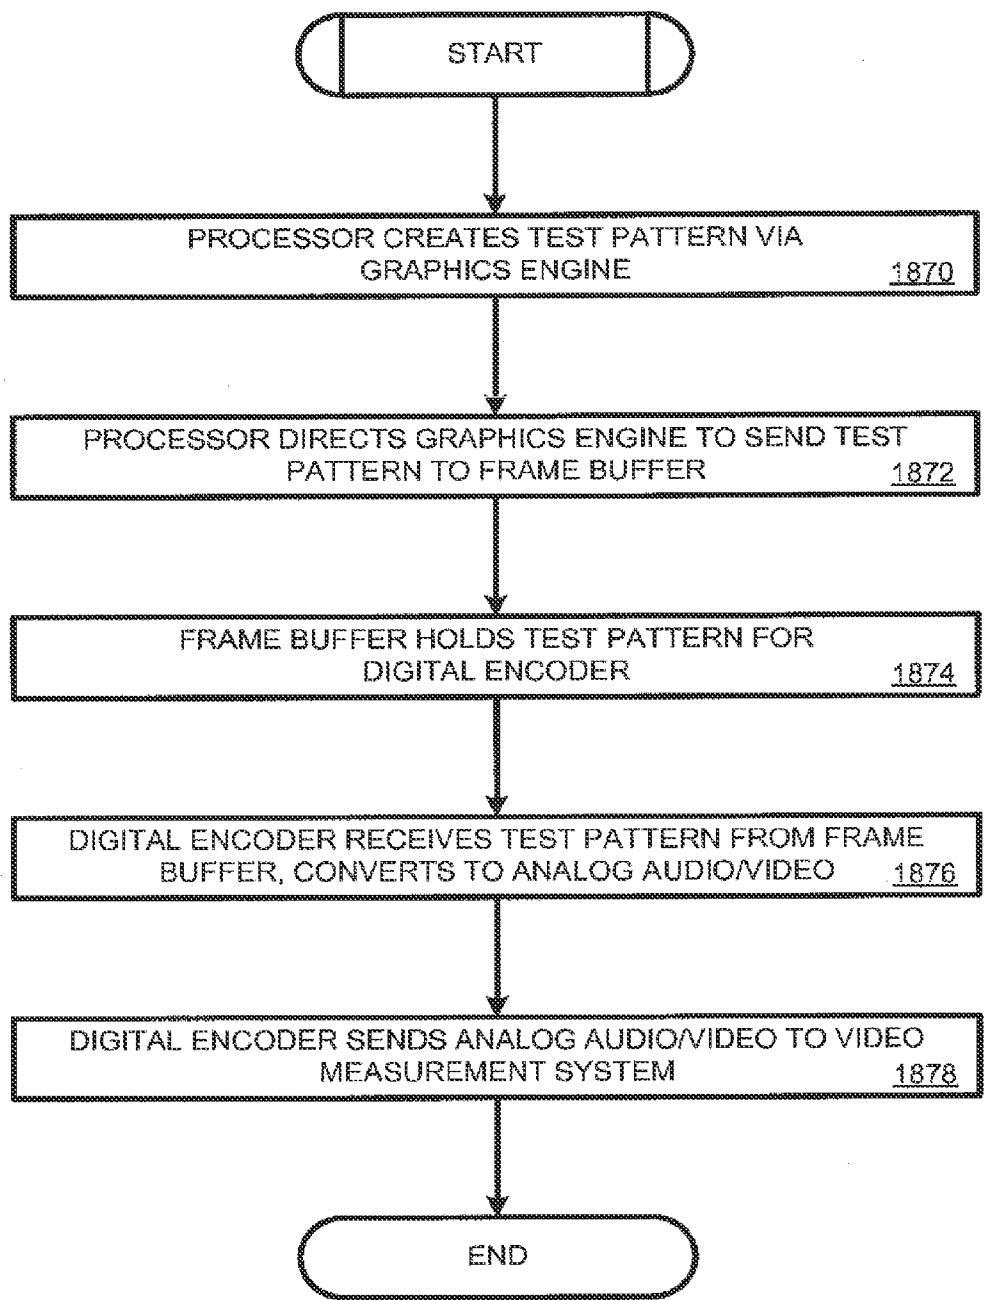 START
PROCESSOR CREATES TEST PATTERN VIA
GRAPHICS ENGINE
1870
PROCESSOR DIRECTS GRAPHICS ENGINE TO SEND TEST
PATTERN TO FRAME BUFFER
1872
FRAME BUFFER HOLDS TEST PATTERN FOR
DIGITAL ENCODER
1874
DIGITAL ENCODER RECEIVES TEST PATTERN FROM FRAME
BUFFER, CONVERTS TO ANALOG AUDIO/VIDEO
1876
DIGITAL ENCODER SENDS ANALOG AUDIO/VIDEO TO VIDEO
MEASUREMENT SYSTEM
1878
END